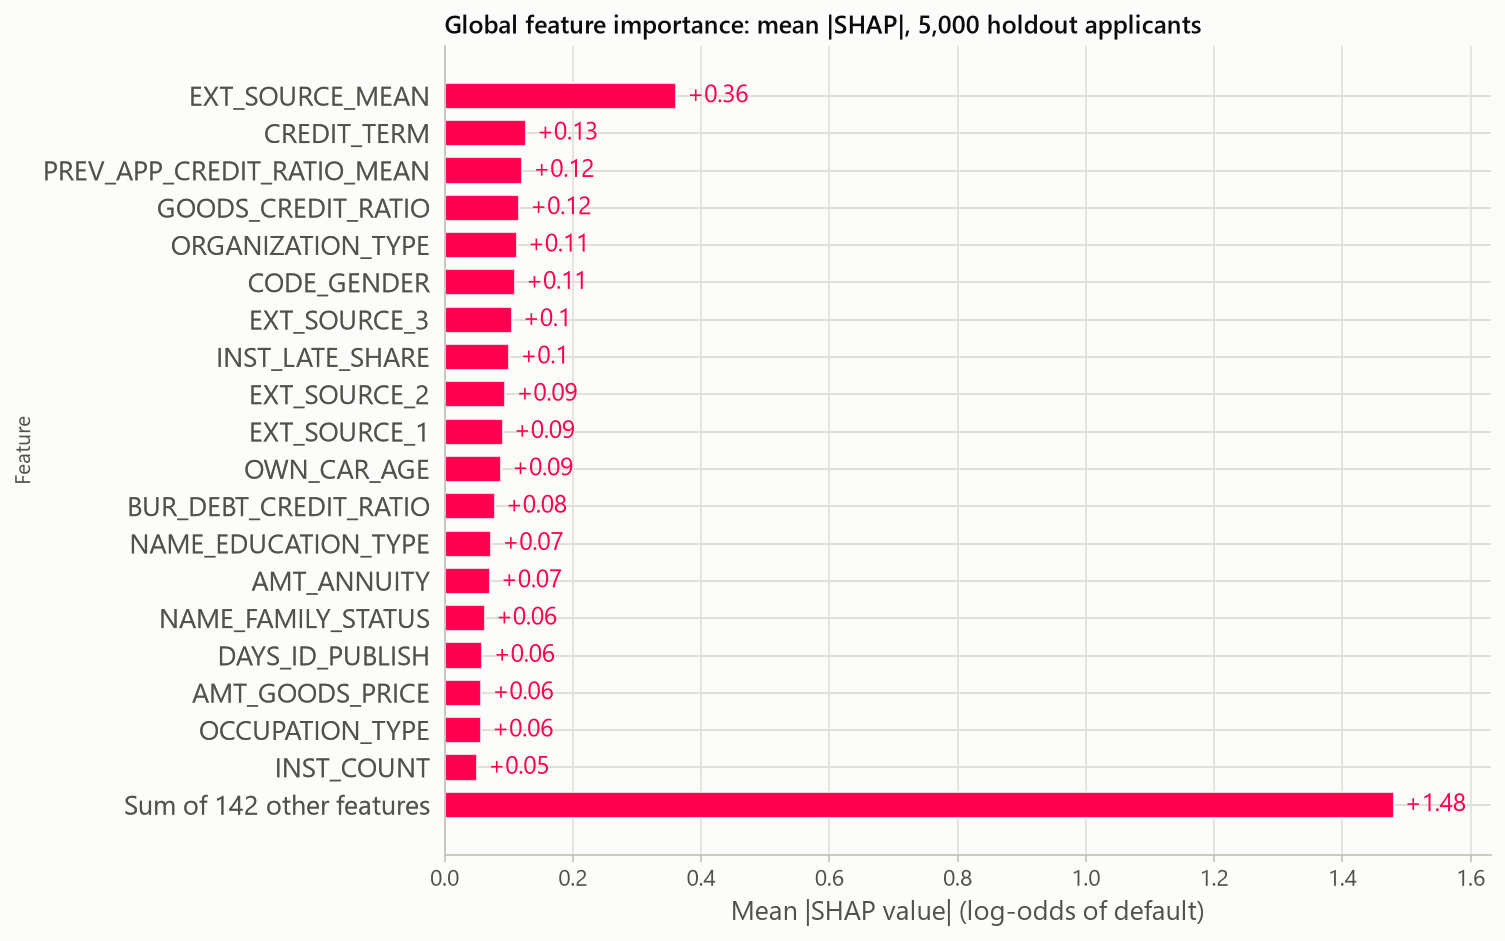 Global feature importance: mean |SHAP|, 5,000 holdout applicants
EXT_SOURCE_MEAN +0.36
CREDIT_TERM +0.13
PREV_APP_CREDIT_RATIO_MEAN +0.12
GOODS_CREDIT_RATIO +0.12
ORGANIZATION_TYPE +0.11
CODE_GENDER +0.11
EXT_SOURCE_3 +0.1
INST_LATE_SHARE +0.1
EXT_SOURCE_2 +0.09
EXT_SOURCE_1 +0.09
OWN_CAR_AGE +0.09
BUR_DEBT_CREDIT_RATIO +0.08
NAME_EDUCATION_TYPE +0.07
AMT_ANNUITY +0.07
NAME_FAMILY_STATUS +0.06
DAYS_ID_PUBLISH +0.06
AMT_GOODS_PRICE +0.06
OCCUPATION_TYPE +0.06
INST_COUNT +0.05
Sum of 142 other features +1.48
Feature
0.0 0.2 0.4 0.6 0.8 1.0 1.2 1.4 1.6
Mean |SHAP value| (log-odds of default)